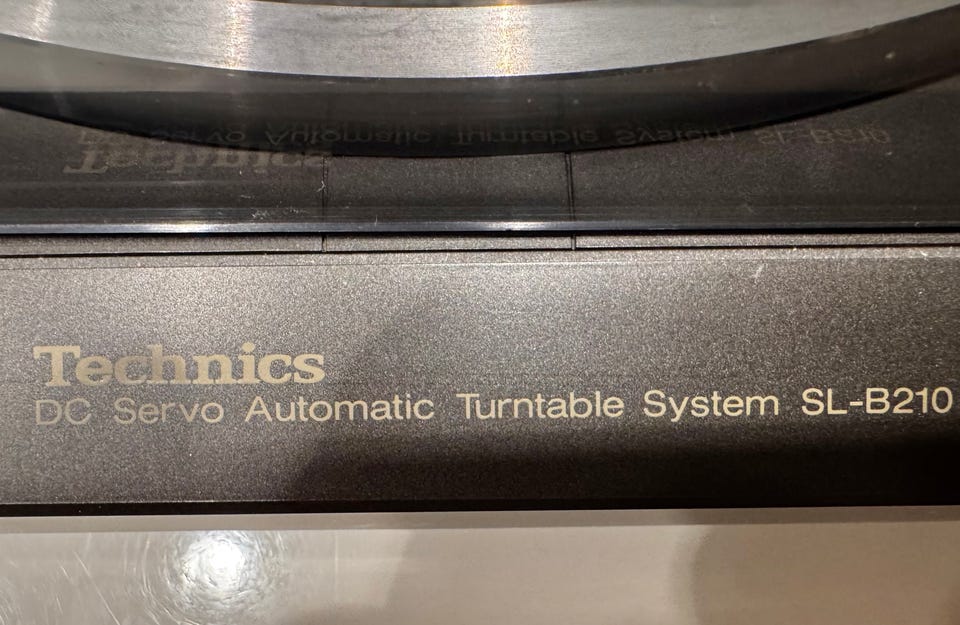 Technics
DC Servo Automatic Turntable System SL-B210